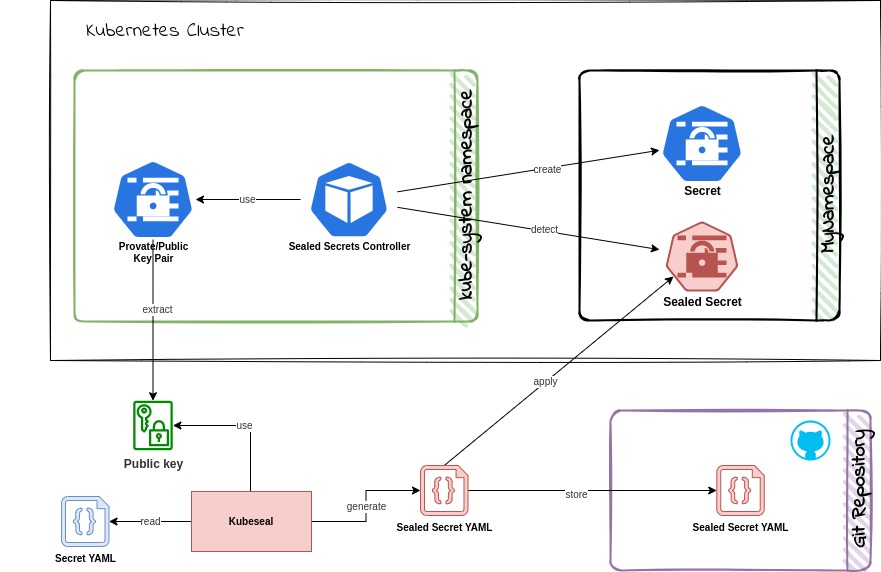 Kubernetes Cluster
kube-system namespace
MyNamespace
create
Secret
use
detect
Provate/Public
Key Pair
Sealed Secrets Controller
Sealed Secret
extract
apply
use
Public key
Git Repository
generate
store
read
Kubeseal
Sealed Secret YAML
Sealed Secret YAML
Secret YAML